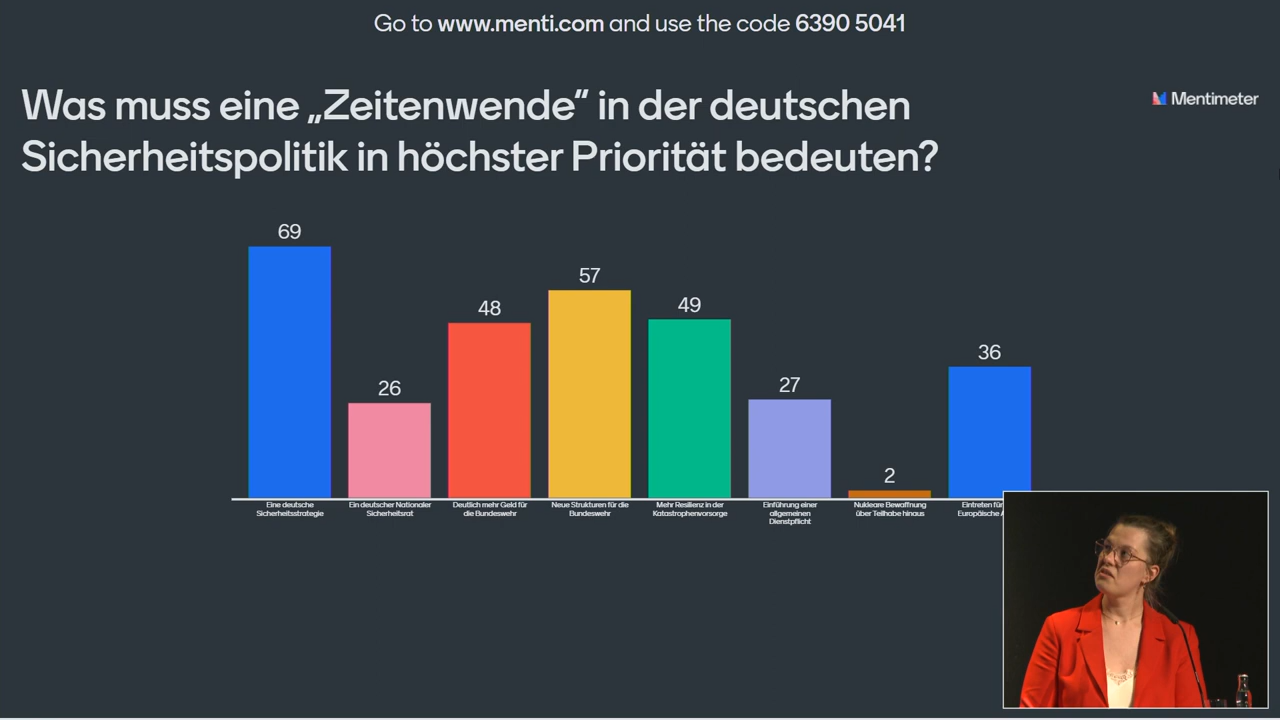 Go to www.menti.com and use the code 6390 5041
Was muss eine „Zeitenwende“ in der deutschen
Sicherheitspolitik in höchster Priorität bedeuten?
Mentimeter
69
26
48
57
49
27
2
36
Eine deutsche
Sicherheitsstrategie
Ein deutscher Nationaler
Sicherheitsrat
Deutlich mehr Geld für
die Bundeswehr
Neue Strukturen für die
Bundeswehr
Mehr Resilienz in der
Katastrophenvorsorge
Einführung einer
allgemeinen
Dienstpflicht
Nukleare Bewaffnung
über Teilhabe hinaus
Eintreten für
Europäische